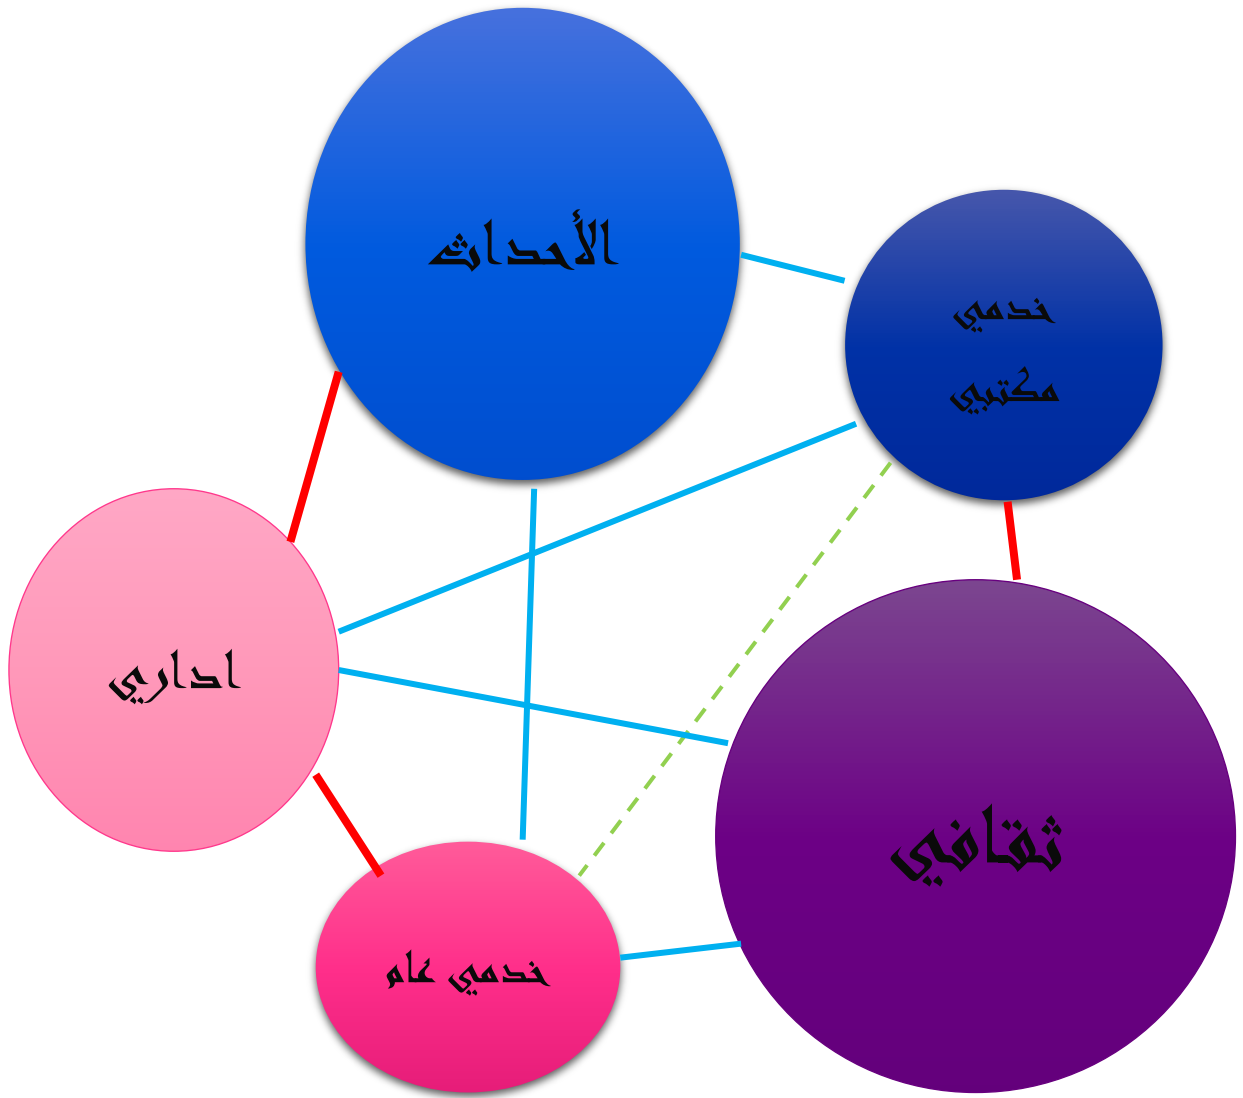 الأحداث
خدمي
مكتبي
اداري
ثقافي
خدمي عام